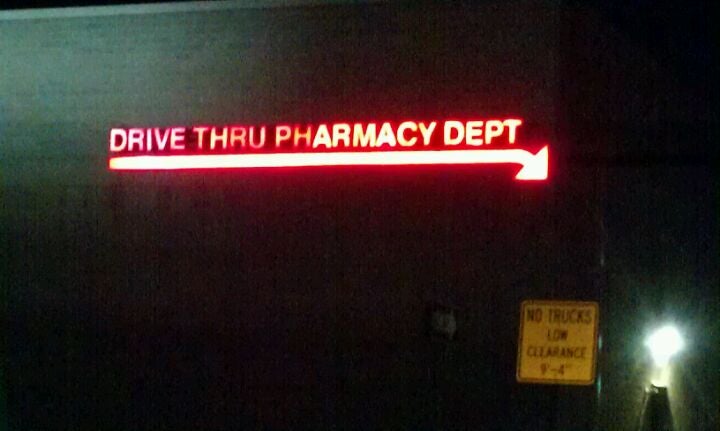 DRIVE THRU PHARMACY DEPT
NO TRUCKS
LOW
CLEARANCE
9'-4"